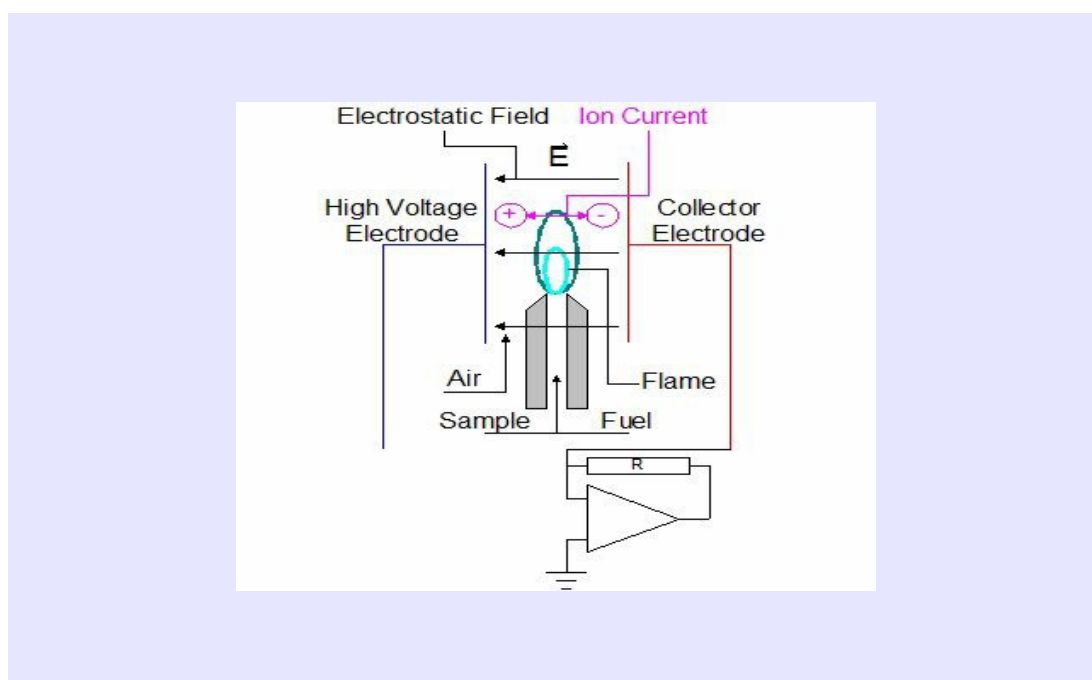 Electrostatic Field Ion Current
E
+ -
High Voltage
Electrode
Collector
Electrode
Air
Flame
Sample Fuel
R